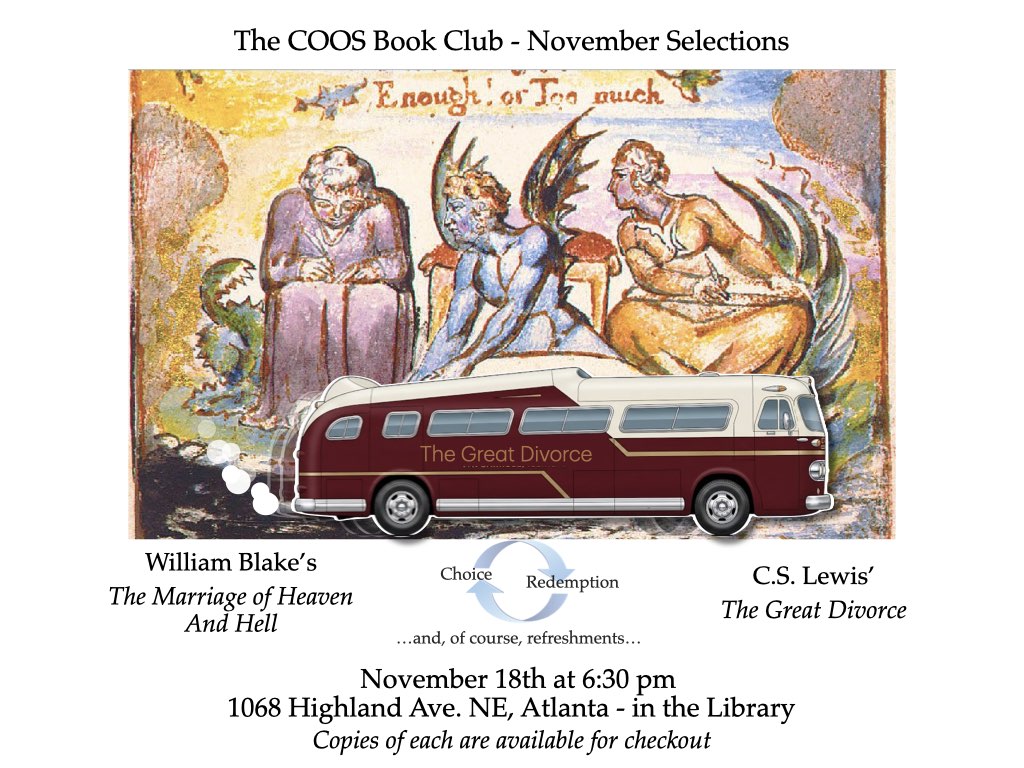 The COOS Book Club - November Selections
Enough! or Too much
The Great Divorce
William Blake's
The Marriage of Heaven
And Hell
Choice
Redemption
…and, of course, refreshments…
C.S. Lewis'
The Great Divorce
November 18th at 6:30 pm
1068 Highland Ave. NE, Atlanta - in the Library
Copies of each are available for checkout